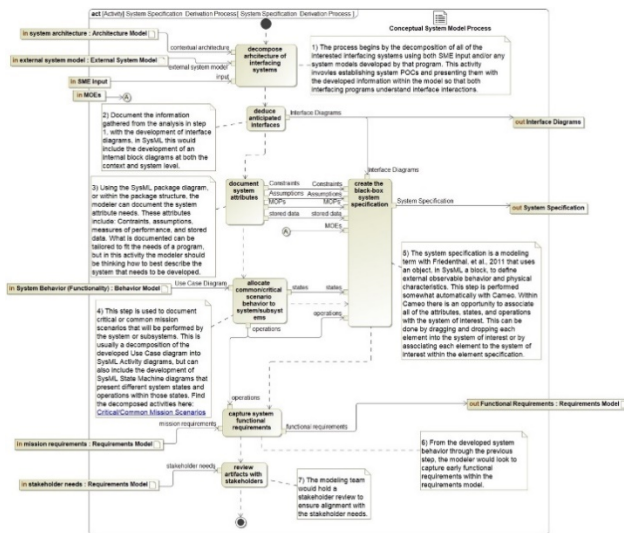 act [Activity] System Specification Derivation Process[ System Specification Derivation Process ]
Conceptual System Model Process
in system architecture : Architecture Model
contextual architecture
in external system model : External System Model
external system model
in SME Input
input
in MOEs
A
decompose
arhcitecture of
interfacing
systems
1) The process begins by the decomposition of all of the
interested interfacing systems using both SME input and/or any
system models developed by that program. This activity
invovles establishing system POCs and presenting them with
the developed information within the model so that both
interfacing programs understand interface interactions.
2) Document the information
gathered from the analysis in step
1, with the development of interface
diagrams, in SysML this would
include the development of an
internal block diagrams at both the
context and system level.
deduce
anticipated
interfaces
Interface Diagrams
out Interface Diagrams
Interface Diagrams
3) Using the SysML package diagram,
or within the package structure, the
modeler can document the system
attribute needs. These attributes
include: Contraints, assumptions,
measures of performance, and stored
data. What is documented can be
tailored to fit the needs of a program,
but in this activity the modeler should
be thinking how to best describe the
system that needs to be developed.
document
system
attributes
Constraints
Constraints
Assumptions
Assumptions
MOPs
MOPs
stored data
stored data
A
MOEs
create the
black-box
system
specification
System Specification
out System Specification
5) The system specification is a modeling
term with Friedenthal, et al., 2011 that uses
an object, in SysML a block, to define
external observable behavior and physical
characteristics. This step is performed
somewhat automatically with Cameo. Within
Cameo there is an opportunity to associate
all of the attributes, states, and operations
with the system of interest. This can be
done by dragging and dropping each
element into the system of interest or by
associating each element to the system of
interest within the element specification.
in System Behavior (Functionality) : Behavior Model
Use Case Diagram
allocate
common/critical
scenario
behavior to
system/subsyst
ems
states
states
operations
operations
4) This step is used to document
critical or common mission
scenarios that will be performed by
the system or subsystems. This is
usually a decomposition of the
developed Use Case diagram into
SysML Activity diagrams, but can
also include the development of
SysML State Machine diagrams that
present different system states and
operations within those states. Find
the decomposed activities here:
Critical/Common Mission Scenarios
operations
mission requirements
in mission requirements : Requirements Model
capture system
functional
requirements
functional requirements
out Functional Requirements : Requirements Model
6) From the developed system
behavior through the previous
step, the modeler would look to
capture early functional
requirements within the
requirements model.
stakeholder needs
in stakeholder needs : Requirements Model
review
artifacts with
stakeholders
7) The modeling team
would hold a
stakeholder review to
ensure alignment with
the stakeholder needs.